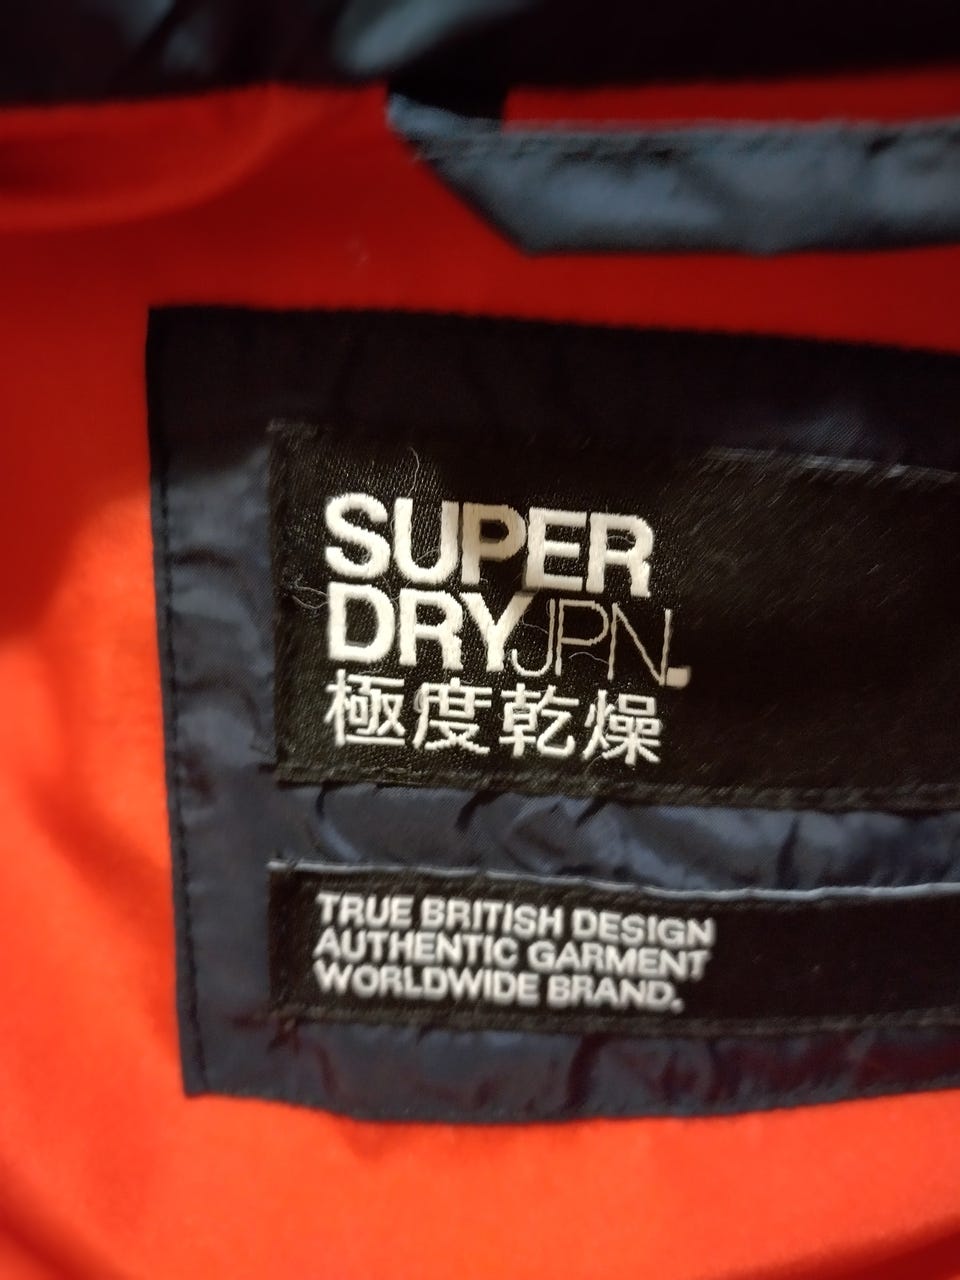 SUPER
DRYJPN.
極度乾燥
TRUE BRITISH DESIGN
AUTHENTIC GARMENT
WORLDWIDE BRAND.